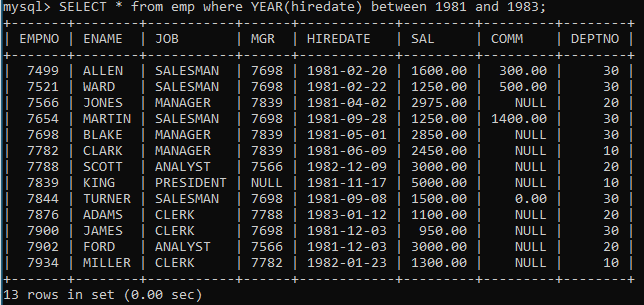 mysql> SELECT * from emp where YEAR(hiredate) between 1981 and 1983;
+-------+--------+-----------+------+------------+---------+---------+--------+
| EMPNO | ENAME  | JOB       | MGR  | HIREDATE   | SAL     | COMM    | DEPTNO |
+-------+--------+-----------+------+------------+---------+---------+--------+
|  7499 | ALLEN  | SALESMAN  | 7698 | 1981-02-20 | 1600.00 |  300.00 |     30 |
|  7521 | WARD   | SALESMAN  | 7698 | 1981-02-22 | 1250.00 |  500.00 |     30 |
|  7566 | JONES  | MANAGER   | 7839 | 1981-04-02 | 2975.00 |    NULL |     20 |
|  7654 | MARTIN | SALESMAN  | 7698 | 1981-09-28 | 1250.00 | 1400.00 |     30 |
|  7698 | BLAKE  | MANAGER   | 7839 | 1981-05-01 | 2850.00 |    NULL |     30 |
|  7782 | CLARK  | MANAGER   | 7839 | 1981-06-09 | 2450.00 |    NULL |     10 |
|  7788 | SCOTT  | ANALYST   | 7566 | 1982-12-09 | 3000.00 |    NULL |     20 |
|  7839 | KING   | PRESIDENT | NULL | 1981-11-17 | 5000.00 |    NULL |     10 |
|  7844 | TURNER | SALESMAN  | 7698 | 1981-09-08 | 1500.00 |    0.00 |     30 |
|  7876 | ADAMS  | CLERK     | 7788 | 1983-01-12 | 1100.00 |    NULL |     20 |
|  7900 | JAMES  | CLERK     | 7698 | 1981-12-03 |  950.00 |    NULL |     30 |
|  7902 | FORD   | ANALYST   | 7566 | 1981-12-03 | 3000.00 |    NULL |     20 |
|  7934 | MILLER | CLERK     | 7782 | 1982-01-23 | 1300.00 |    NULL |     10 |
+-------+--------+-----------+------+------------+---------+---------+--------+
13 rows in set (0.00 sec)